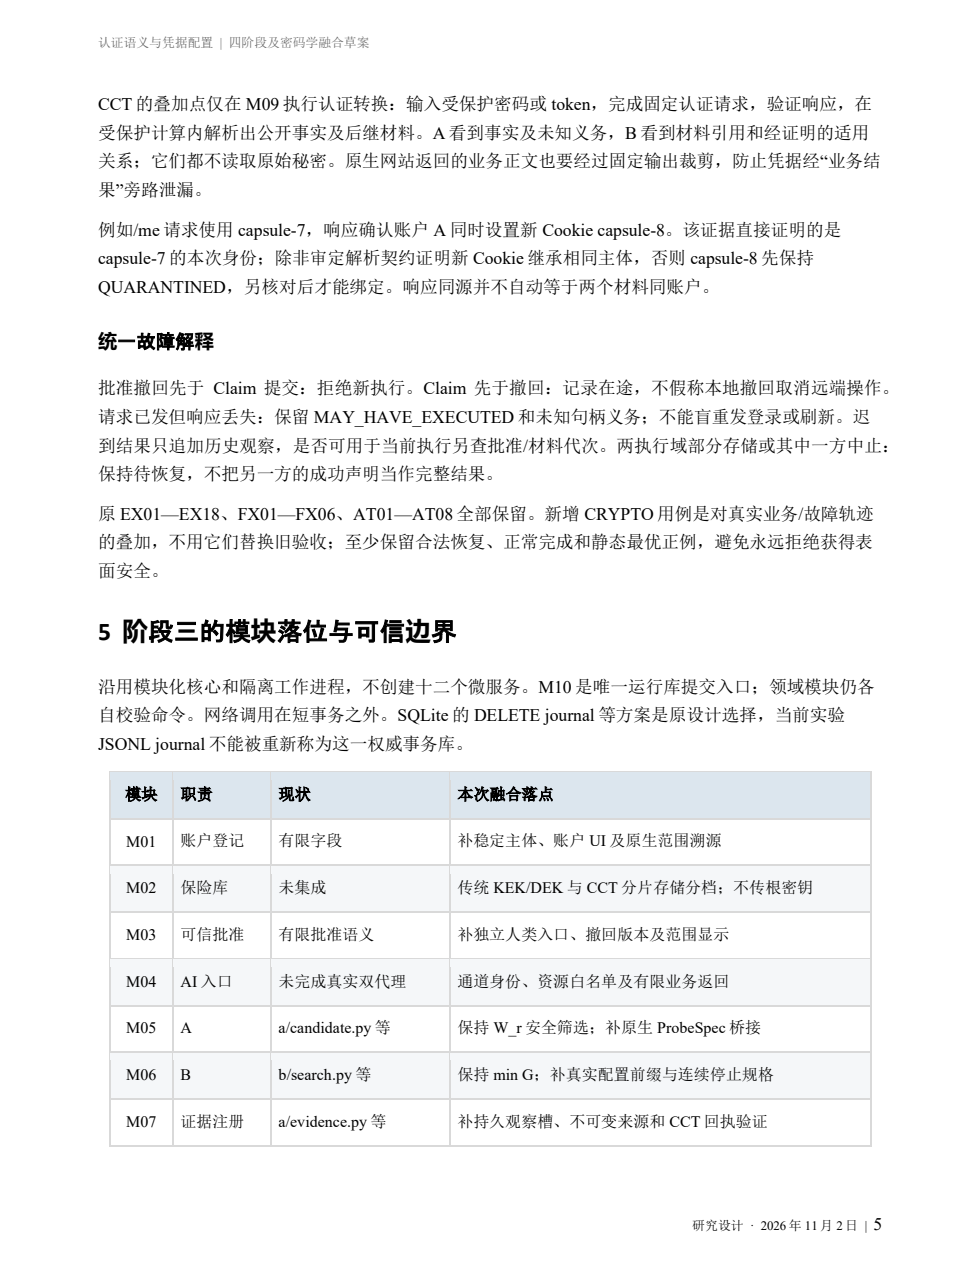 认证语义与凭据配置 | 四阶段及密码学融合草案
CCT 的叠加点仅在 M09 执行认证转换：输入受保护密码或 token，完成固定认证请求，验证响应，在
受保护计算内解析出公开事实及后继材料。A 看到事实及未知义务，B 看到材料引用和经证明的适用
关系；它们都不读取原始秘密。原生网站返回的业务正文也要经过固定输出裁剪，防止凭据经“业务结
果”旁路泄漏。
例如/me 请求使用 capsule-7，响应确认账户 A 同时设置新 Cookie capsule-8。该证据直接证明的是
capsule-7 的本次身份；除非审定解析契约证明新 Cookie 继承相同主体，否则 capsule-8 先保持
QUARANTINED，另核对后才能绑定。响应同源并不自动等于两个材料同账户。
统一故障解释
批准撤回先于 Claim 提交：拒绝新执行。Claim 先于撤回：记录在途，不假称本地撤回取消远端操作。
请求已发但响应丢失：保留 MAY_HAVE_EXECUTED 和未知句柄义务；不能盲重发登录或刷新。迟
到结果只追加历史观察，是否可用于当前执行另查批准/材料代次。两执行域部分存储或其中一方中止：
保持待恢复，不把另一方的成功声明当作完整结果。
原 EX01—EX18、FX01—FX06、AT01—AT08 全部保留。新增 CRYPTO 用例是对真实业务/故障轨迹
的叠加，不用它们替换旧验收；至少保留合法恢复、正常完成和静态最优正例，避免永远拒绝获得表
面安全。
5 阶段三的模块落位与可信边界
沿用模块化核心和隔离工作进程，不创建十二个微服务。M10 是唯一运行库提交入口；领域模块仍各
自校验命令。网络调用在短事务之外。SQLite 的 DELETE journal 等方案是原设计选择，当前实验
JSONL journal 不能被重新称为这一权威事务库。
模块 职责 现状 本次融合落点
M01 账户登记 有限字段 补稳定主体、账户 UI 及原生范围溯源
M02 保险库 未集成 传统 KEK/DEK 与 CCT 分片存储分档；不传根密钥
M03 可信批准 有限批准语义 补独立人类入口、撤回版本及范围显示
M04 AI 入口 未完成真实双代理 通道身份、资源白名单及有限业务返回
M05 A a/candidate.py 等 保持 W_r 安全筛选；补原生 ProbeSpec 桥接
M06 B b/search.py 等 保持 min G；补真实配置前缀与连续停止规格
M07 证据注册 a/evidence.py 等 补持久观察槽、不可变来源和 CCT 回执验证
研究设计 · 2026 年 11 月 2 日 | 5